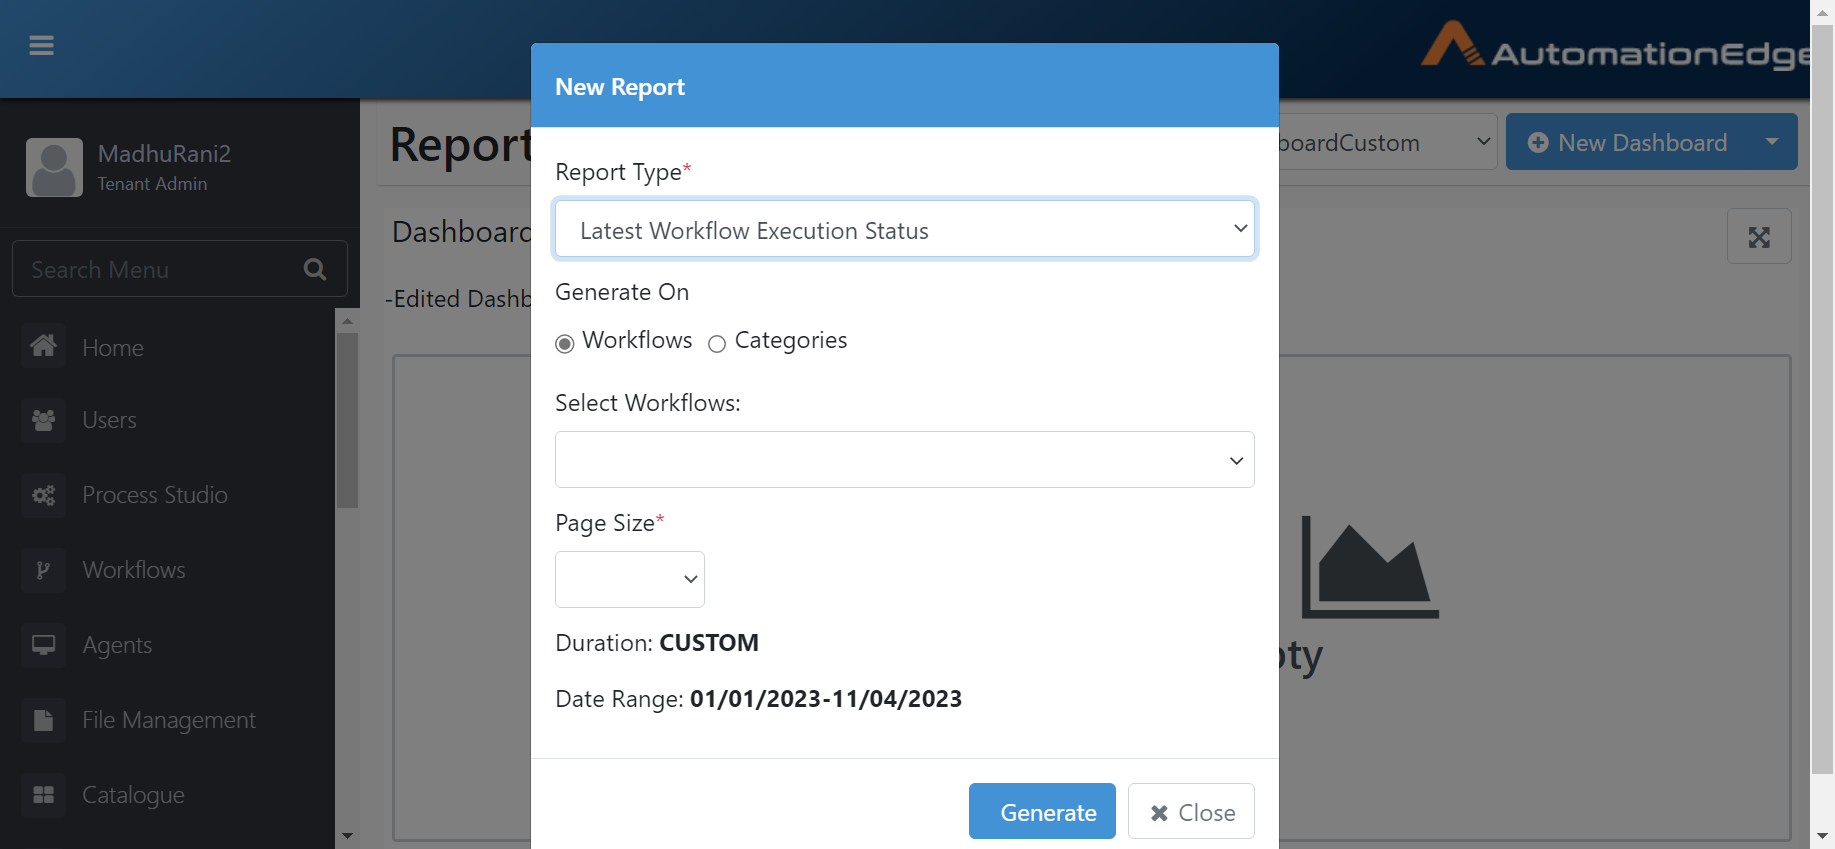 AutomationEdge
New Report
MadhuRani2
Tenant Admin
Report
boardCustom
New Dashboard
Report Type*
Latest Workflow Execution Status
Dashboard
Search Menu
-Edited Dashb
Generate On
Workflows
Categories
Home
Users
Process Studio
Workflows
Agents
File Management
Catalogue
Select Workflows:
Page Size*
Duration: CUSTOM
Date Range: 01/01/2023-11/04/2023
pty
Generate
Close